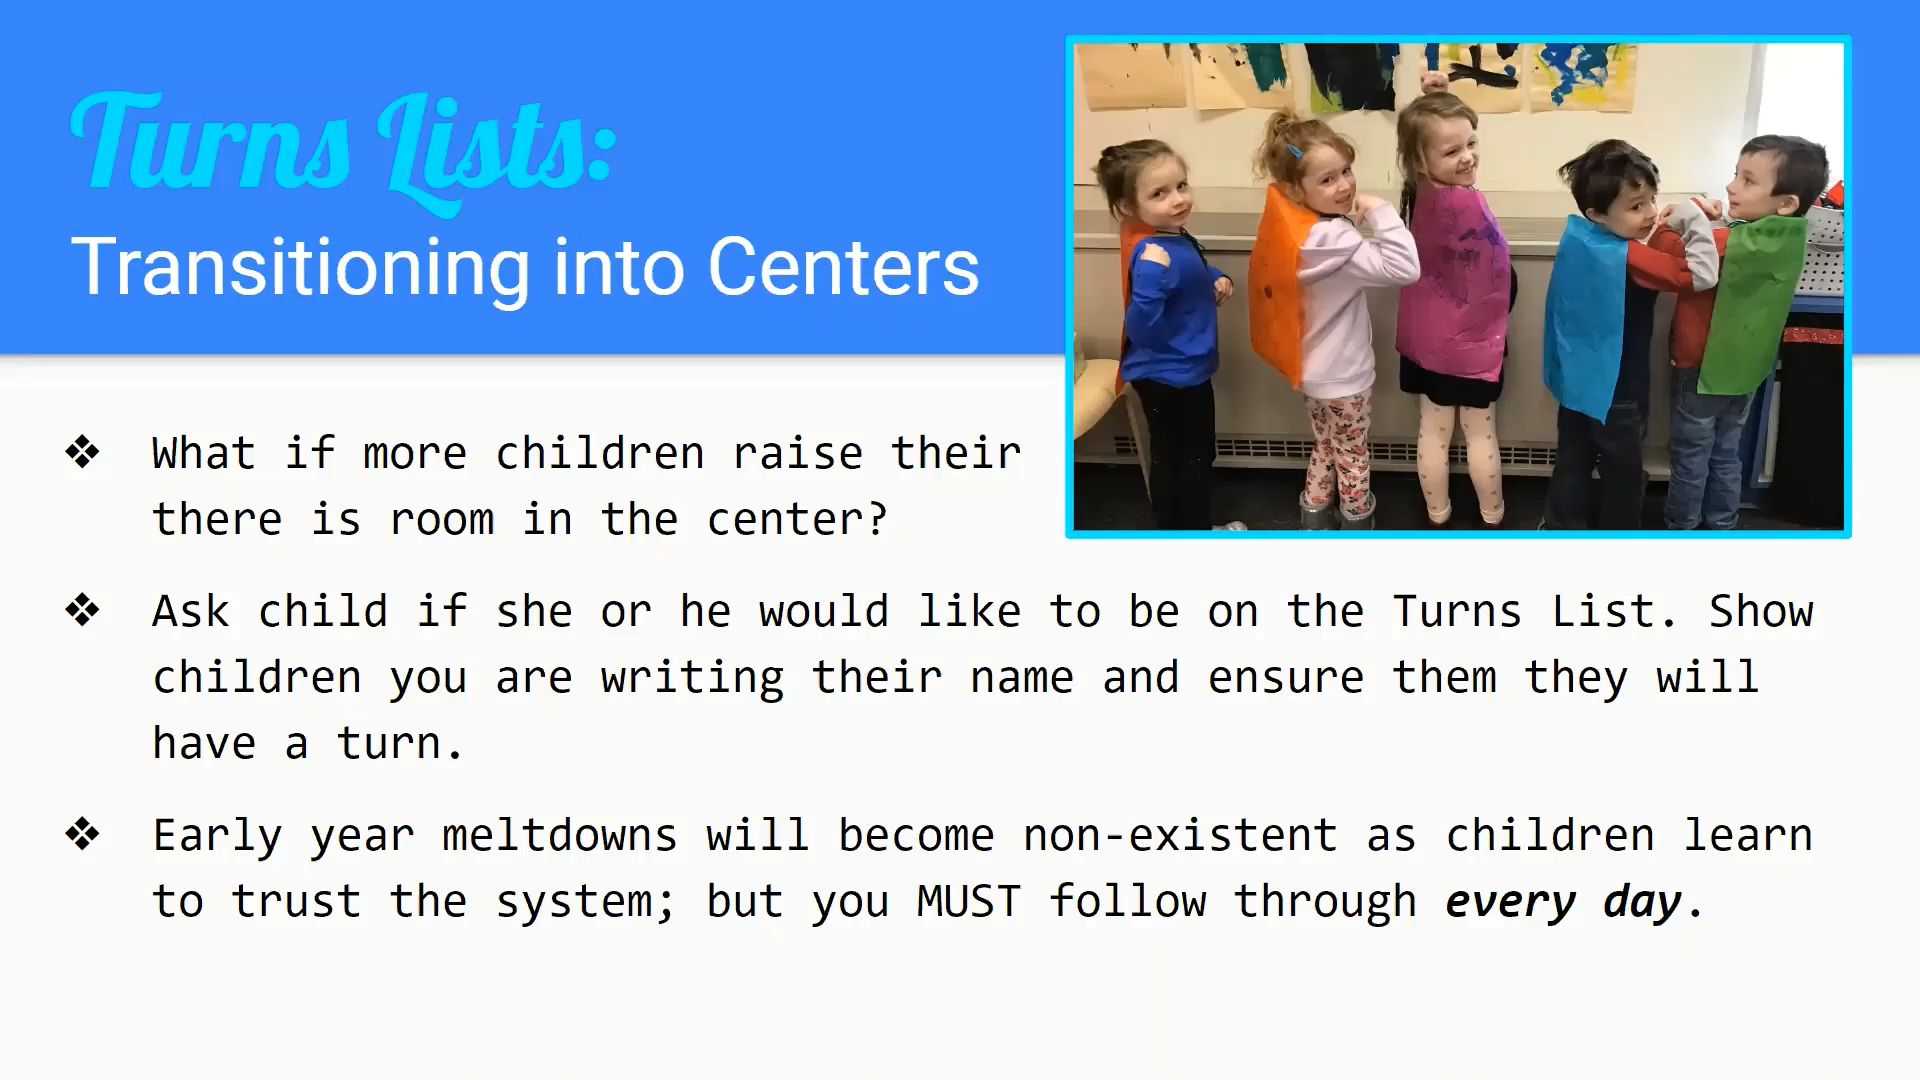 Turns Lists:
Transitioning into Centers
❖ What if more children raise their
there is room in the center?
❖ Ask child if she or he would like to be on the Turns List. Show
children you are writing their name and ensure them they will
have a turn.
❖ Early year meltdowns will become non-existent as children learn
to trust the system; but you MUST follow through every day.